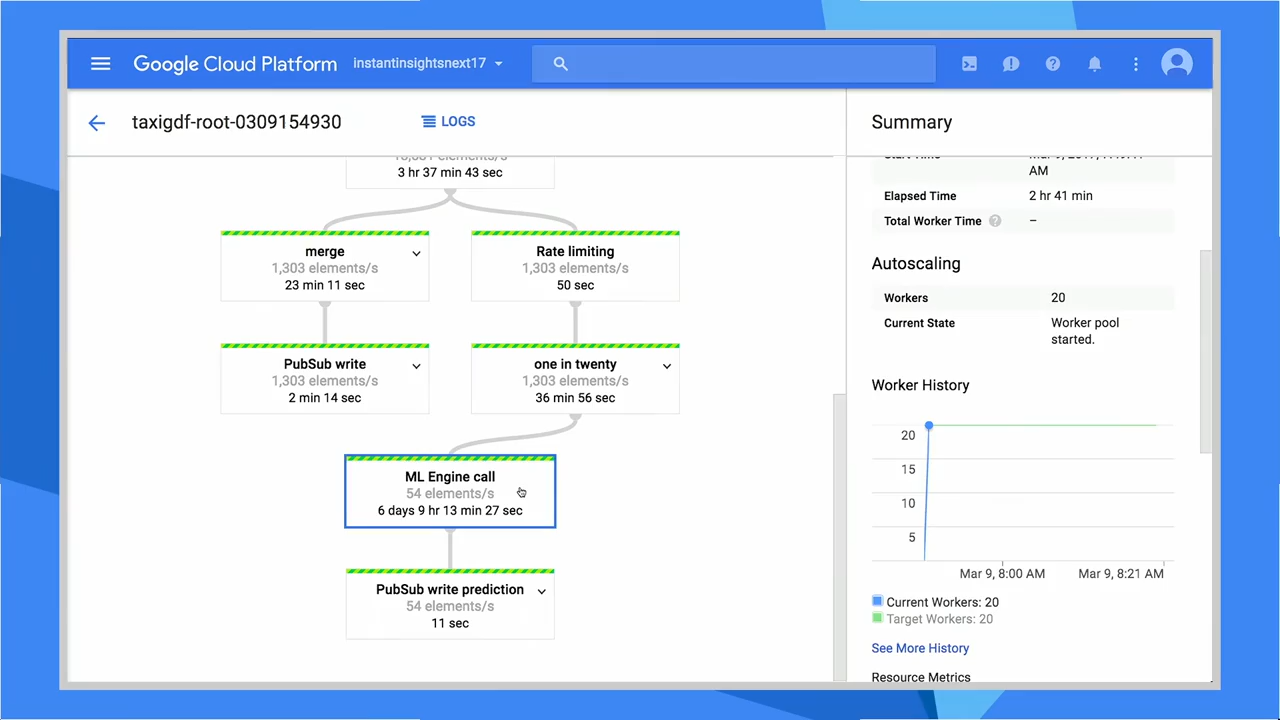 Google Cloud Platform
instantinsightsnext17
taxigdf-root-0309154930
LOGS
Summary
3 hr 37 min 43 sec
AM
Elapsed Time
2 hr 41 min
Total Worker Time
–
merge
1,303 elements/s
23 min 11 sec
Rate limiting
1,303 elements/s
50 sec
Autoscaling
Workers
20
Current State
Worker pool
started.
PubSub write
1,303 elements/s
2 min 14 sec
one in twenty
1,303 elements/s
36 min 56 sec
Worker History
20
15
10
5
Mar 9, 8:00 AM
Mar 9, 8:21 AM
ML Engine call
54 elements/s
6 days 9 hr 13 min 27 sec
PubSub write prediction
54 elements/s
11 sec
Current Workers: 20
Target Workers: 20
See More History
Resource Metrics